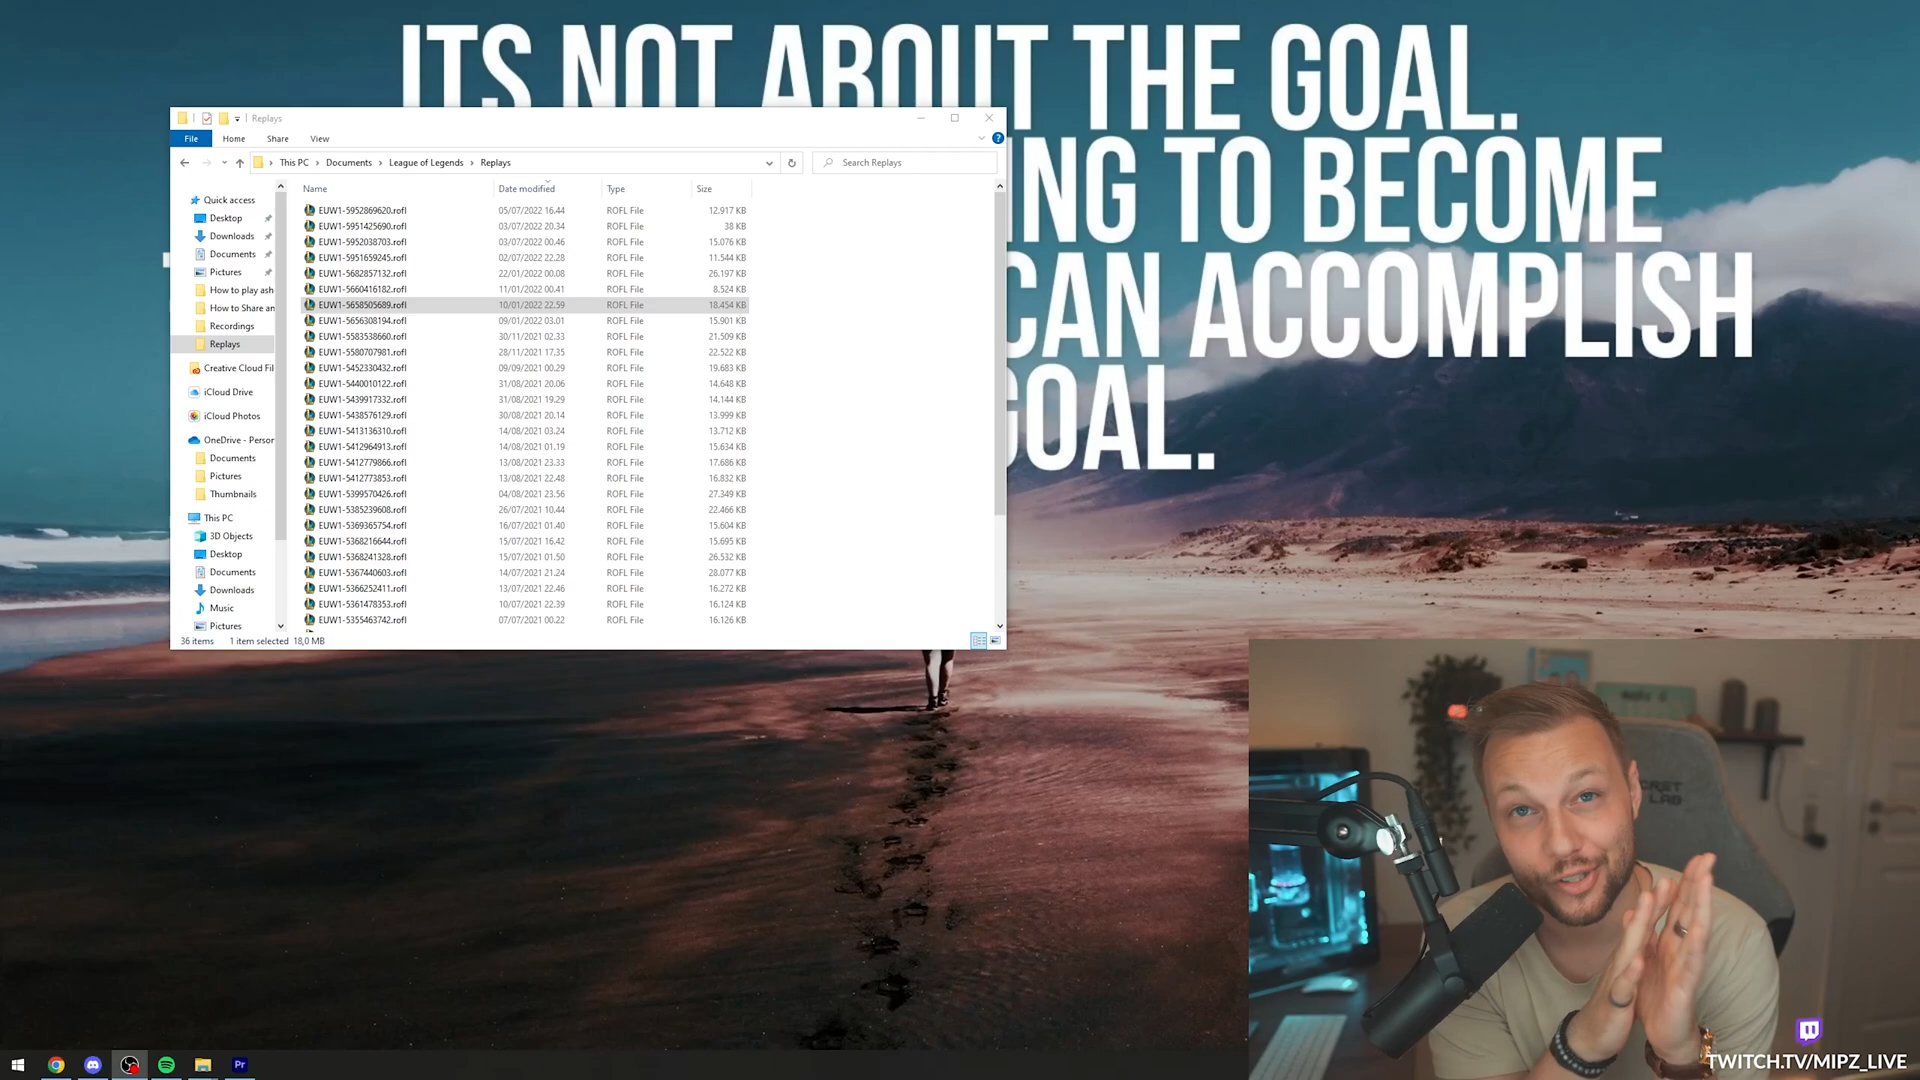 ITS NOT ABOUT THE GOAL.
ING TO BECOME
CAN ACCOMPLISH
GOAL.
Replays
File Home Share View
This PC Documents League of Legends Replays
Search Replays
Name Date modified Type Size
EUW1-5952869620.rofl 05/07/2022 16.44 ROFL File 12.917 KB
EUW1-5951425690.rofl 03/07/2022 20.34 ROFL File 38 KB
EUW1-5952038703.rofl 03/07/2022 00.46 ROFL File 15.076 KB
EUW1-5951659245.rofl 02/07/2022 22.28 ROFL File 11.544 KB
EUW1-5682857132.rofl 22/01/2022 00.08 ROFL File 26.197 KB
EUW1-5660416182.rofl 11/01/2022 00.41 ROFL File 8.524 KB
EUW1-5658505689.rofl 10/01/2022 22.59 ROFL File 18.454 KB
EUW1-5656308194.rofl 09/01/2022 03.01 ROFL File 15.901 KB
EUW1-5583538660.rofl 30/11/2021 02.33 ROFL File 21.509 KB
EUW1-5580707981.rofl 28/11/2021 17.35 ROFL File 22.522 KB
EUW1-5452330432.rofl 09/09/2021 00.29 ROFL File 19.683 KB
EUW1-5440010122.rofl 31/08/2021 20.06 ROFL File 14.648 KB
EUW1-5439917332.rofl 31/08/2021 19.29 ROFL File 14.144 KB
EUW1-5438576129.rofl 30/08/2021 20.14 ROFL File 13.999 KB
EUW1-5413136310.rofl 14/08/2021 03.24 ROFL File 13.712 KB
EUW1-5412964913.rofl 14/08/2021 01.19 ROFL File 15.634 KB
EUW1-5412779866.rofl 13/08/2021 23.33 ROFL File 17.686 KB
EUW1-5412773853.rofl 13/08/2021 22.48 ROFL File 16.832 KB
EUW1-5399570426.rofl 04/08/2021 23.56 ROFL File 27.349 KB
EUW1-5385239608.rofl 26/07/2021 10.44 ROFL File 22.466 KB
EUW1-5369365754.rofl 16/07/2021 01.40 ROFL File 15.604 KB
EUW1-5368216644.rofl 15/07/2021 16.42 ROFL File 15.695 KB
EUW1-5368241328.rofl 15/07/2021 01.50 ROFL File 26.532 KB
EUW1-5367440603.rofl 14/07/2021 21.24 ROFL File 28.077 KB
EUW1-5366252411.rofl 13/07/2021 22.46 ROFL File 16.272 KB
EUW1-5361478353.rofl 10/07/2021 22.39 ROFL File 16.124 KB
EUW1-5355463742.rofl 07/07/2021 00.22 ROFL File 16.126 KB
Quick access
Desktop
Downloads
Documents
Pictures
How to play ash
How to Share an
Recordings
Replays
Creative Cloud Fil
iCloud Drive
iCloud Photos
OneDrive - Person
Documents
Pictures
Thumbnails
This PC
3D Objects
Desktop
Documents
Downloads
Music
Pictures
36 items 1 item selected 18,0 MB
Pr
TWITCH.TV/MIPZ_LIVE